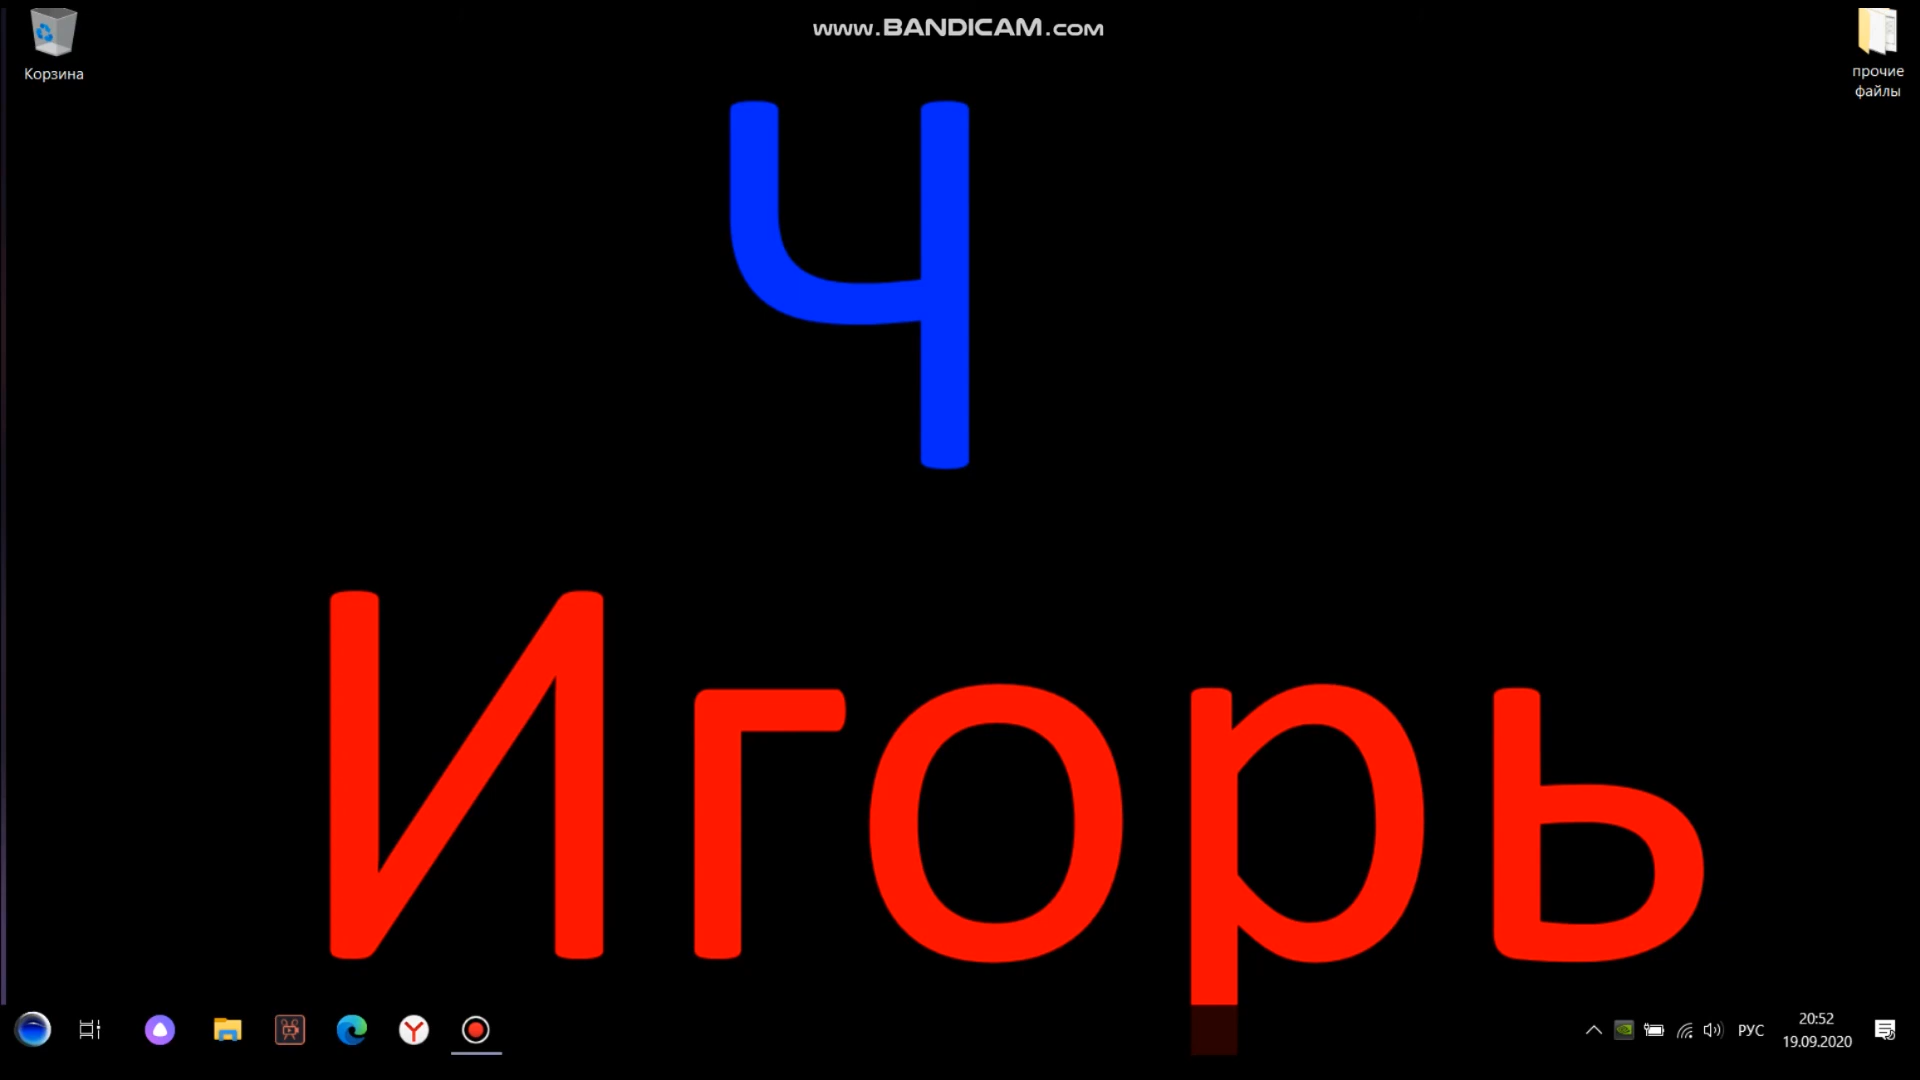 www.BANDICAM.com
Корзина
прочие
файлы
Ч
Игорь
РУС
20:52
19.09.2020